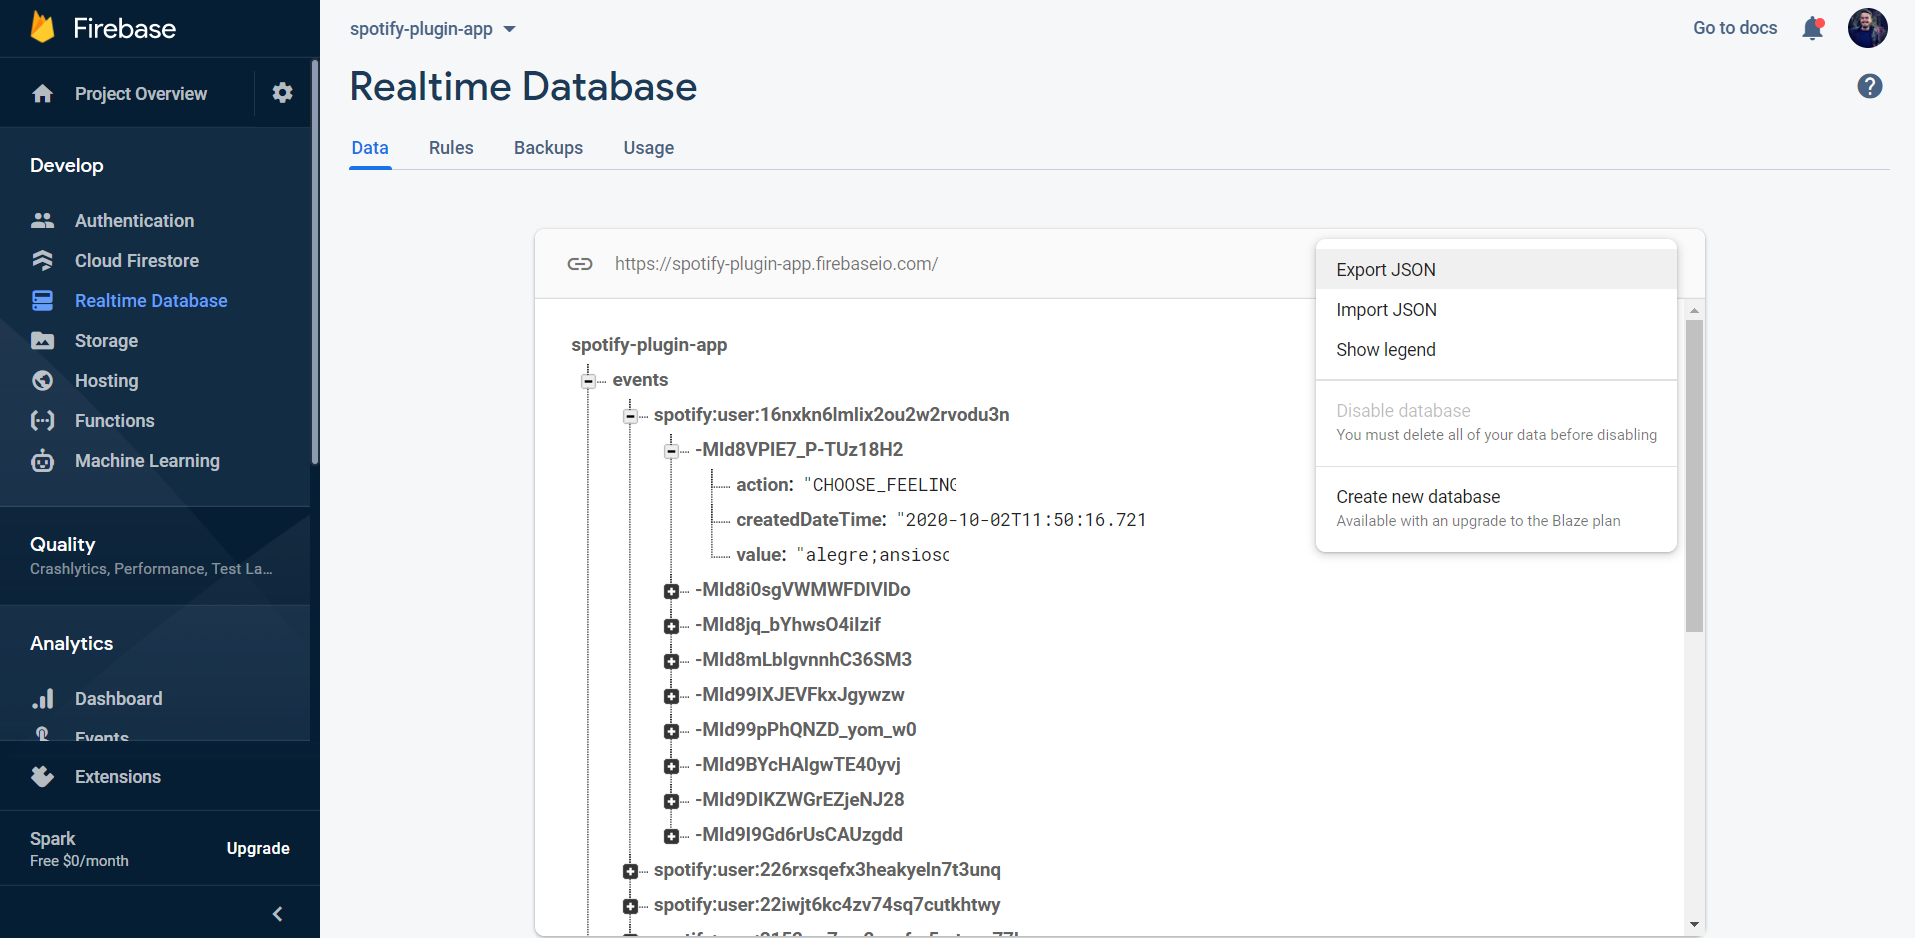 Firebase
Project Overview
Develop
Authentication
Cloud Firestore
Realtime Database
Storage
Hosting
Functions
Machine Learning
Quality
Crashlytics, Performance, Test La...
Analytics
Dashboard
Events
Extensions
Spark
Free $0/month
Upgrade
spotify-plugin-app
Go to docs
Realtime Database
Data Rules Backups Usage
https://spotify-plugin-app.firebaseio.com/
Export JSON
Import JSON
Show legend
Disable database
You must delete all of your data before disabling
Create new database
Available with an upgrade to the Blaze plan
spotify-plugin-app
events
spotify:user:16nxkn6lmlix2ou2w2rvodu3n
-MId8VPIE7_P-TUz18H2
action: "CHOOSE_FEELING
createdDateTime: "2020-10-02T11:50:16.721
value: "alegre;ansioso
-MId8i0sgVWMWFDIVIDo
-MId8jq_bYhwsO4iIzif
-MId8mLbIgvnnhC36SM3
-MId99IXJEVFkxJgywzw
-MId99pPhQNZD_yom_w0
-MId9BYcHAIgwTE40yvj
-MId9DIKZWGrEZjeNJ28
-MId9I9Gd6rUsCAUzgdd
spotify:user:226rxsqefx3heakyeln7t3unq
spotify:user:22iwjt6kc4zv74sq7cutkhtwy